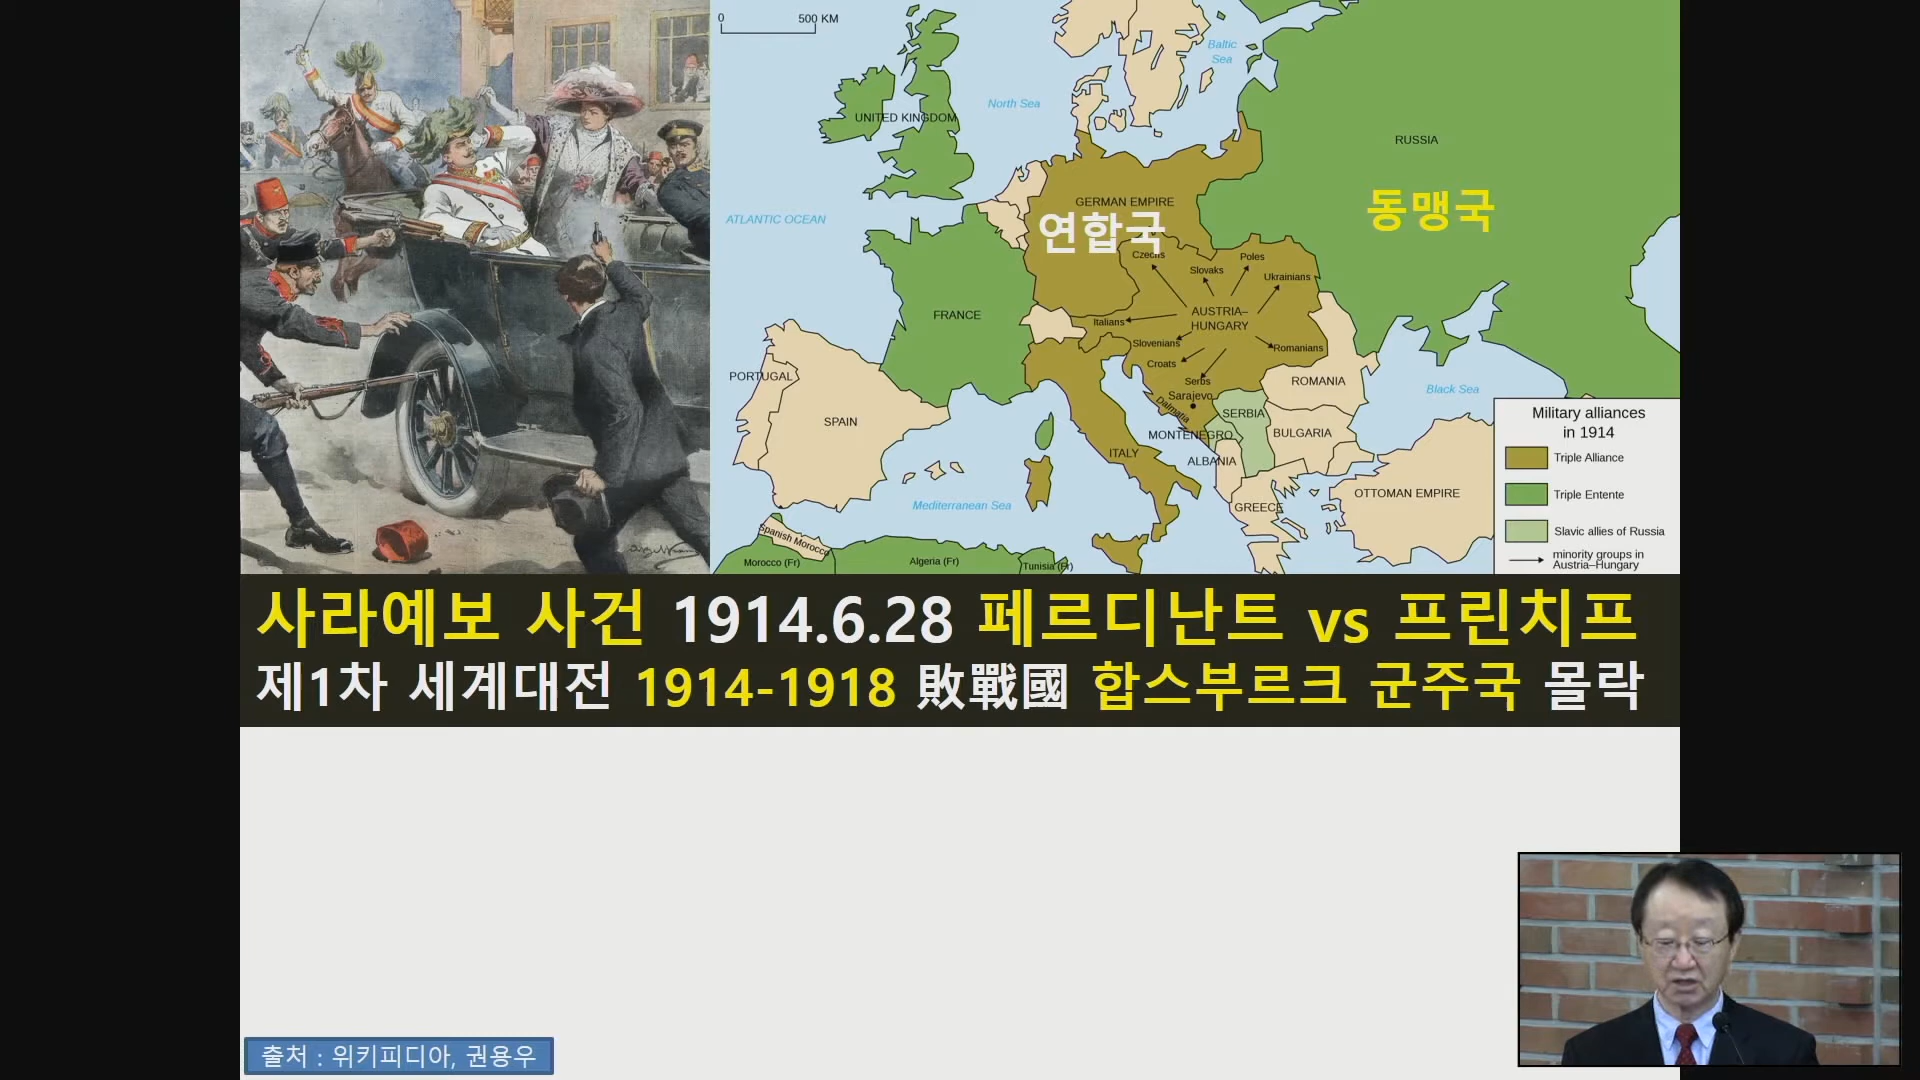 0 500 KM
Baltic
Sea
North Sea
UNITED KINGDOM
RUSSIA
ATLANTIC OCEAN
GERMAN EMPIRE
동맹국
연합국
Czechs
Poles
Slovaks
Ukrainians
AUSTRIA–
HUNGARY
FRANCE
Italians
Slovenians
Romanians
Croats
PORTUGAL
Serbs
ROMANIA
Black Sea
Sarajevo
Dalmatia
SERBIA
SPAIN
MONTENEGRO
BULGARIA
ITALY
ALBANIA
OTTOMAN EMPIRE
Mediterranean Sea
GREECE
Spanish Morocco
Morocco (Fr)
Algeria (Fr)
Tunisia (Fr)
Military alliances
in 1914
Triple Alliance
Triple Entente
Slavic allies of Russia
minority groups in
Austria–Hungary
사라예보 사건 1914.6.28 페르디난트 vs 프린치프
제1차 세계대전 1914-1918 敗戰國 합스부르크 군주국 몰락
출처 : 위키피디아, 권용우